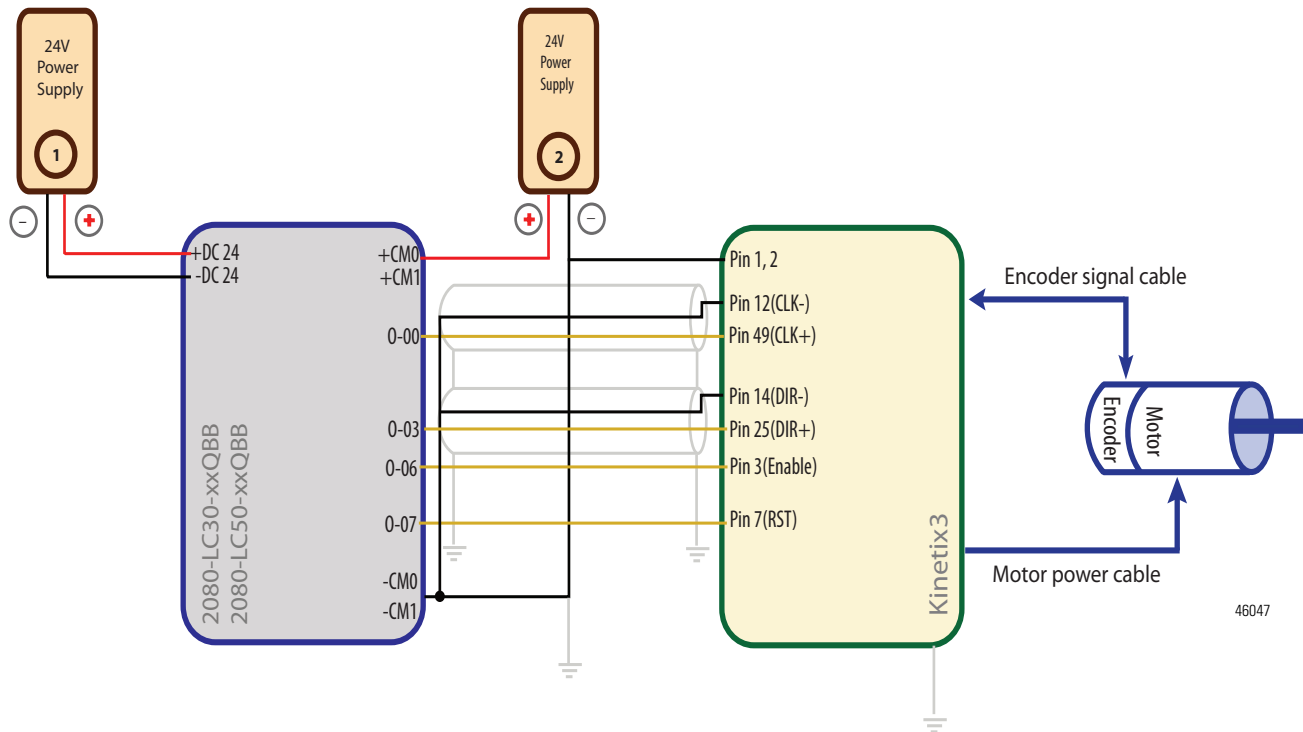 24V
Power
Supply
1
24V
Power
Supply
2
–
+
+
–
+DC 24
-DC 24
+CM0
+CM1
0-00
0-03
0-06
0-07
-CM0
-CM1
2080-LC30-xxQBB
2080-LC50-xxQBB
Pin 1, 2
Pin 12(CLK-)
Pin 49(CLK+)
Pin 14(DIR-)
Pin 25(DIR+)
Pin 3(Enable)
Pin 7(RST)
Kinetix3
Encoder signal cable
Encoder
Motor
Motor power cable
46047